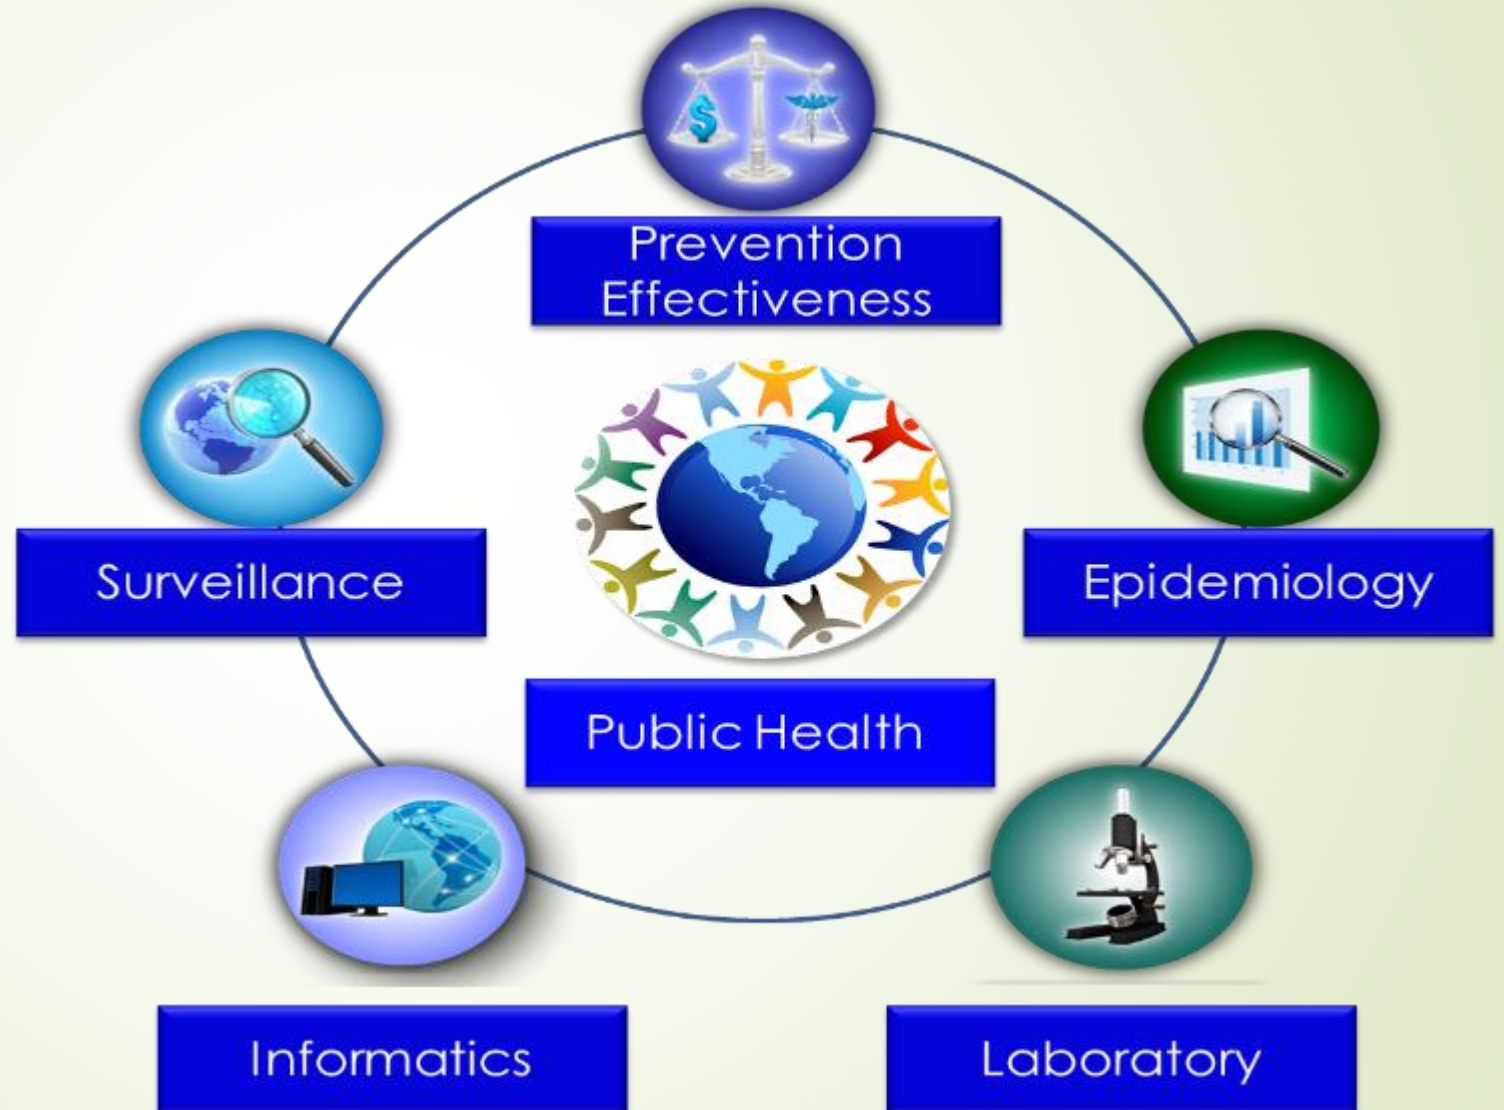 Prevention
Effectiveness
Surveillance
Epidemiology
Public Health
Informatics
Laboratory